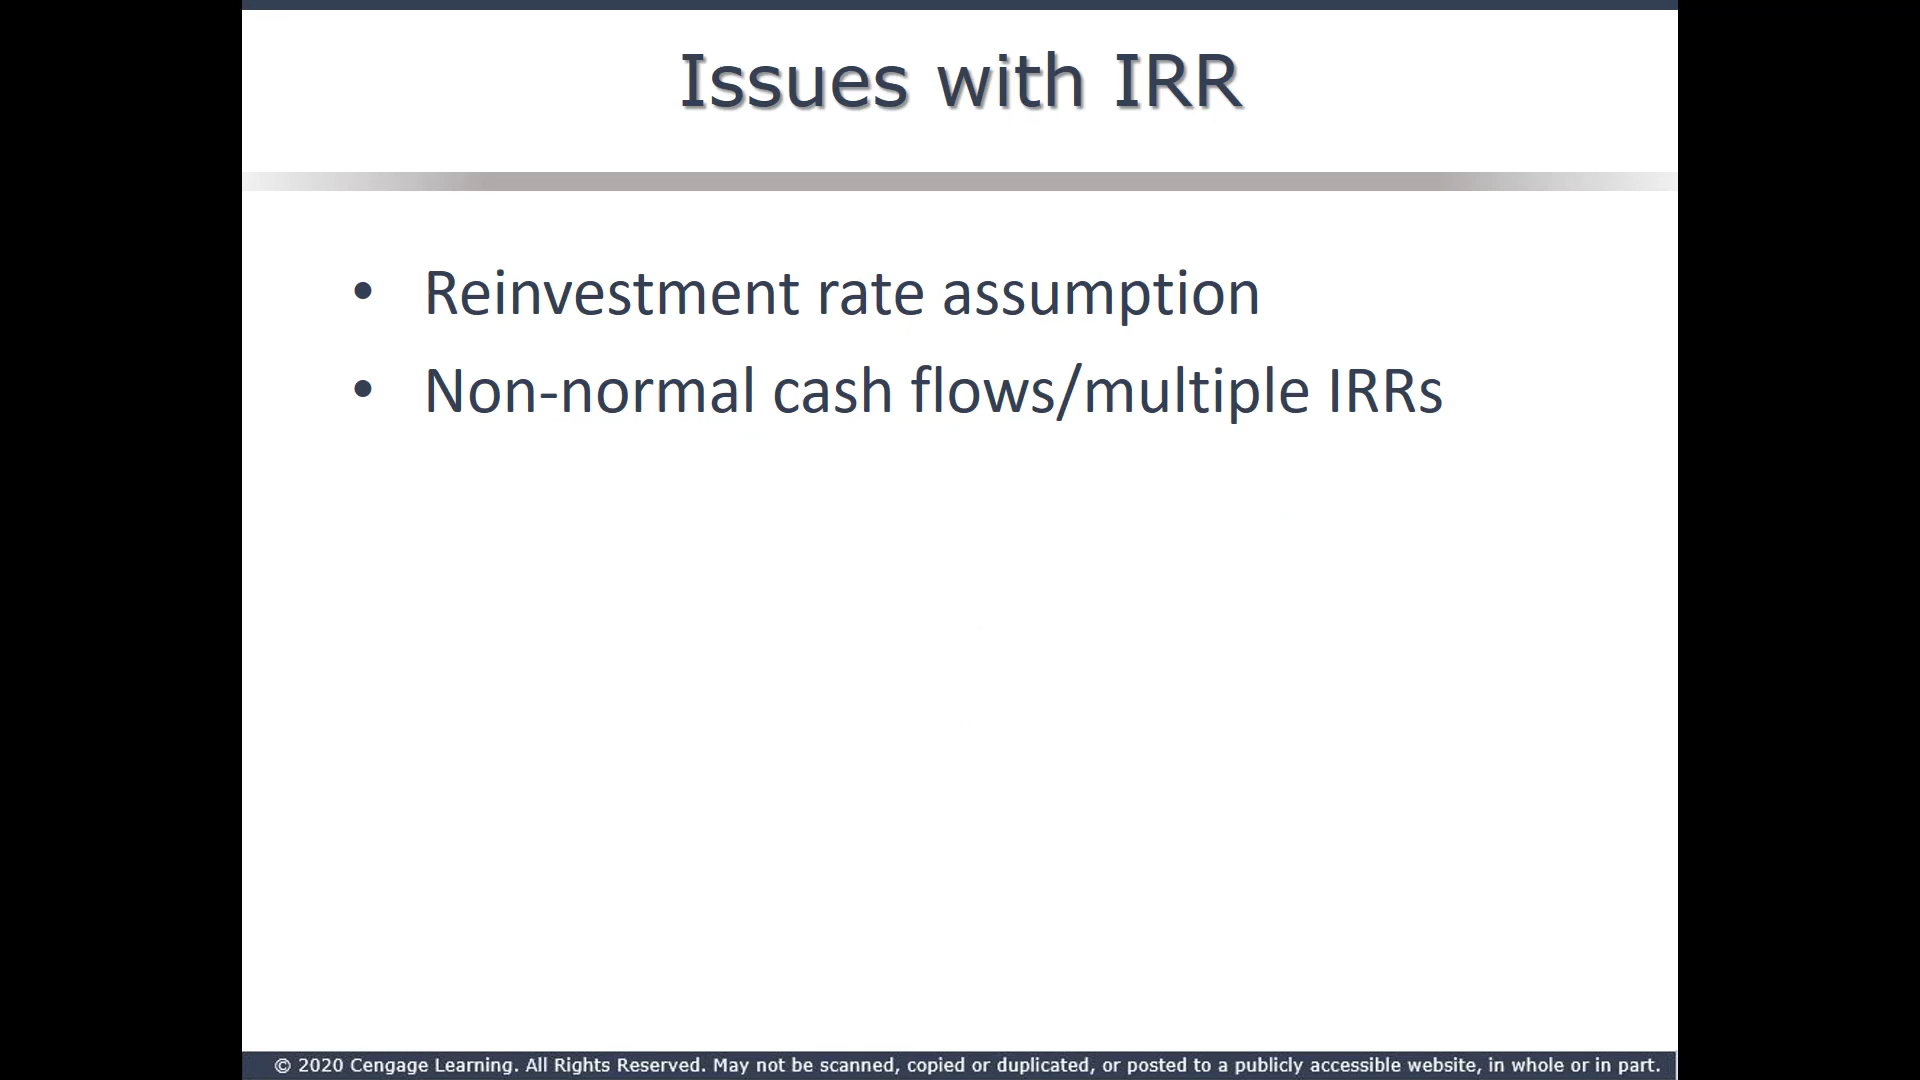 Issues with IRR
• Reinvestment rate assumption
• Non-normal cash flows/multiple IRRs
© 2020 Cengage Learning. All Rights Reserved. May not be scanned, copied or duplicated, or posted to a publicly accessible website, in whole or in part.